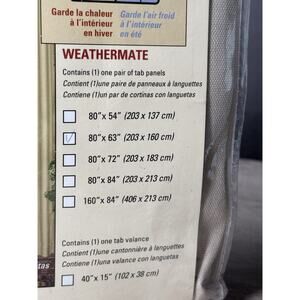 Garde la chaleur Garde l'air froid
à l'intérieur à l'intérieur
en hiver en été
WEATHERMATE
Contains (1) one pair of tab panels
Contient (1)une paire de panneaux à languettes
Contiene (1)un par de cortinas con languetas
80"x 54" (203 x 137 cm)
80"x 63" (203 x 160 cm)
80"x 72" (203 x 183 cm)
80"x 84" (203 x 213 cm)
160"x 84" (406 x 213 cm)
Contains (1) one tab valance
Contient (1)une cantonnière à languettes
Contiene (1)una valance con languetas
40"x 15" (102 x 38 cm)
tas